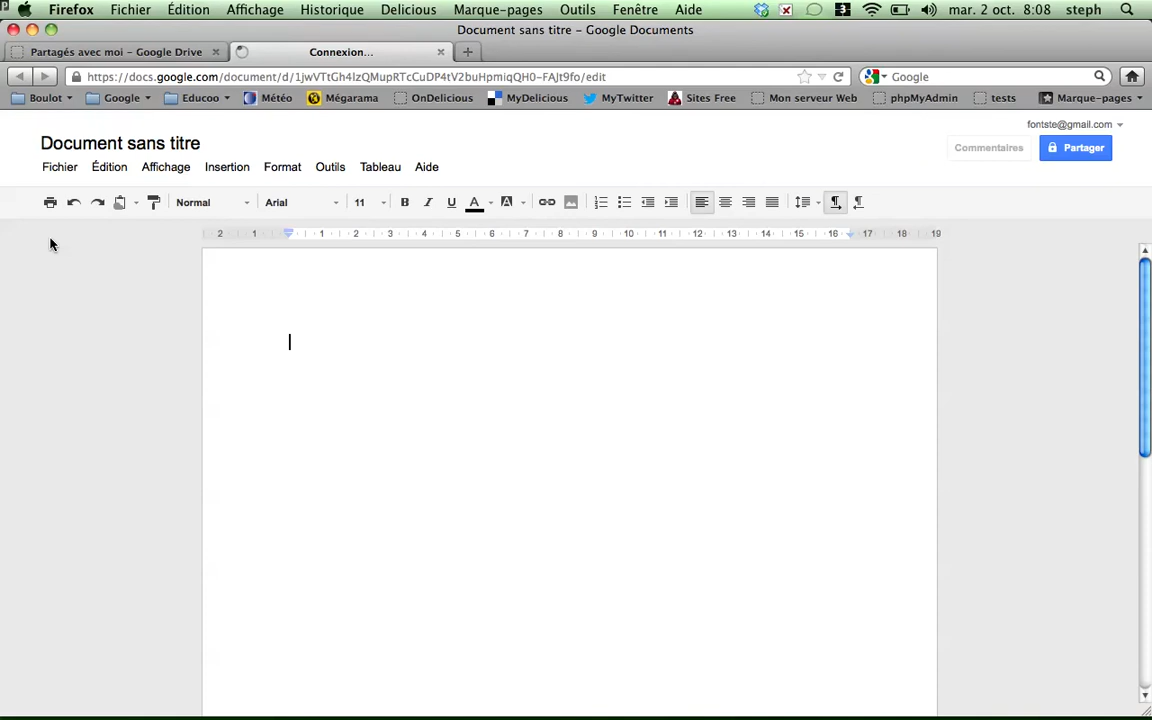 Firefox Fichier Édition Affichage Historique Delicious Marque-pages Outils Fenêtre Aide 3 mar. 2 oct. 8:08 steph
Document sans titre – Google Documents
Partagés avec moi – Google Drive Connexion...
https://docs.google.com/document/d/1jwVTtGh4IzQMupRTcCuDP4tV2buHpmiqQH0-FAJt9fo/edit Google
Boulot Google Educoo Météo Mégarama OnDelicious MyDelicious MyTwitter Sites Free Mon serveur Web phpMyAdmin tests Marque-pages
fontste@gmail.com
Document sans titre
Commentaires Partager
Fichier Édition Affichage Insertion Format Outils Tableau Aide
Normal Arial 11 B I U A A
2 1 1 2 3 4 5 6 7 8 9 10 11 12 13 14 15 16 17 18 19